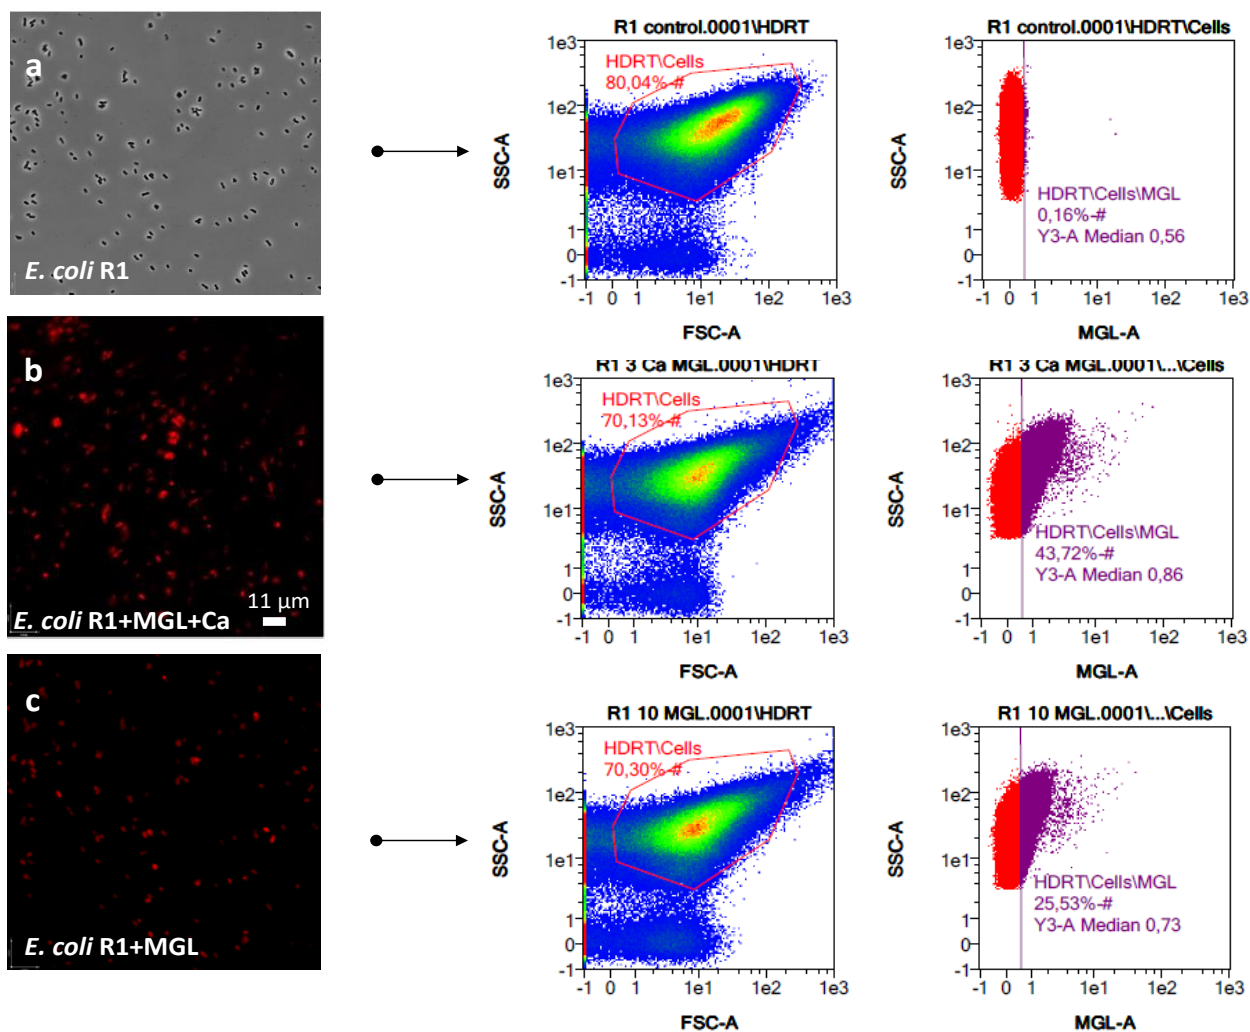 a
E. coli R1
R1 control.0001\HDRT
1e3
HDRT\Cells
80,04%-#
1e2
SSC-A
1e1
1
0
-1
-1 0 1 1e1 1e2 1e3
FSC-A
R1 control.0001\HDRT\Cells
1e3
1e2
SSC-A
1e1
HDRT\Cells\MGL
0,16%-#
Y3-A Median 0,56
1
0
-1
-1 0 1 1e1 1e2 1e3
MGL-A
b
11 µm
E. coli R1+MGL+Ca
R1 3 Ca MGL.0001\HDRT
1e3
HDRT\Cells
70,13%-#
1e2
SSC-A
1e1
1
0
-1
-1 0 1 1e1 1e2 1e3
FSC-A
R1 3 Ca MGL.0001\...\Cells
1e3
1e2
SSC-A
1e1
HDRT\Cells\MGL
43,72%-#
Y3-A Median 0,86
1
0
-1
-1 0 1 1e1 1e2 1e3
MGL-A
c
E. coli R1+MGL
R1 10 MGL.0001\HDRT
1e3
HDRT\Cells
70,30%-#
1e2
SSC-A
1e1
1
0
-1
-1 0 1 1e1 1e2 1e3
FSC-A
R1 10 MGL.0001\...\Cells
1e3
1e2
SSC-A
1e1
HDRT\Cells\MGL
25,53%-#
Y3-A Median 0,73
1
0
-1
-1 0 1 1e1 1e2 1e3
MGL-A